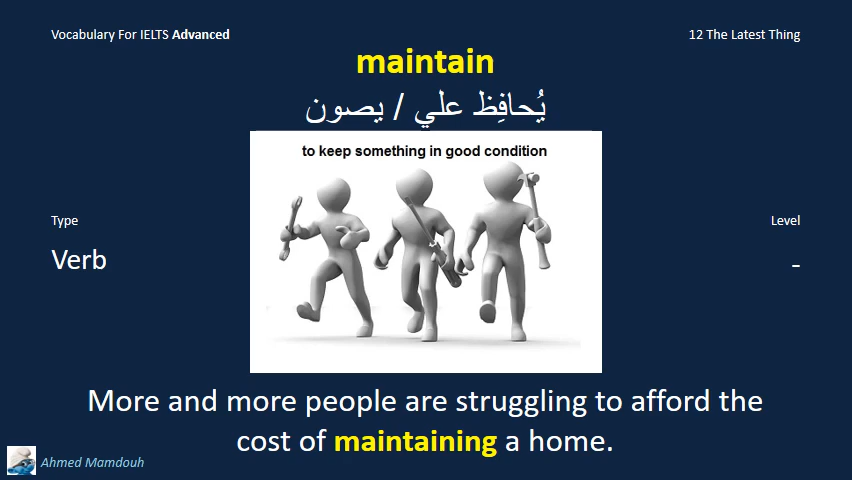 Vocabulary For IELTS Advanced
12 The Latest Thing
maintain
يُحافِظ علي / يصون
to keep something in good condition
Type
Level
Verb
-
More and more people are struggling to afford the
cost of maintaining a home.
Ahmed Mamdouh